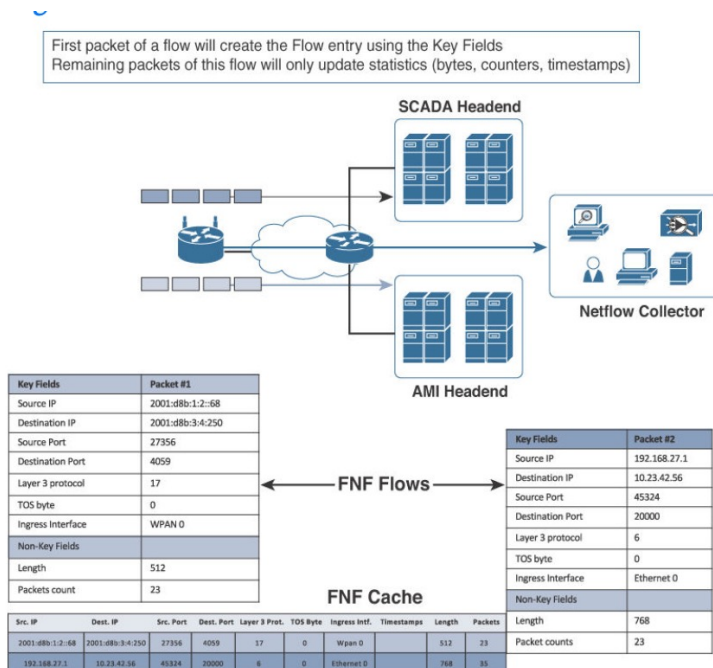 First packet of a flow will create the Flow entry using the Key Fields
Remaining packets of this flow will only update statistics (bytes, counters, timestamps)
SCADA Headend
Netflow Collector
AMI Headend
Key Fields Packet #1
Source IP 2001:d8b:1:2::68
Destination IP 2001:d8b:3:4:250
Source Port 27356
Destination Port 4059
Layer 3 protocol 17
TOS byte 0
Ingress Interface WPAN 0
Non-Key Fields
Length 512
Packets count 23
FNF Flows
Key Fields Packet #2
Source IP 192.168.27.1
Destination IP 10.23.42.56
Source Port 45324
Destination Port 20000
Layer 3 protocol 6
TOS byte 0
Ingress Interface Ethernet 0
Non-Key Fields
Length 768
Packet counts 23
FNF Cache
Src. IP Dest. IP Src. Port Dest. Port Layer 3 Prot. TOS Byte Ingress Intf. Timestamps Length Packets
2001:d8b:1:2::68 2001:d8b:3:4:250 27356 4059 17 0 Wpan 0 512 23
192.168.27.1 10.23.42.56 45324 20000 6 0 Ethernet 0 768 35